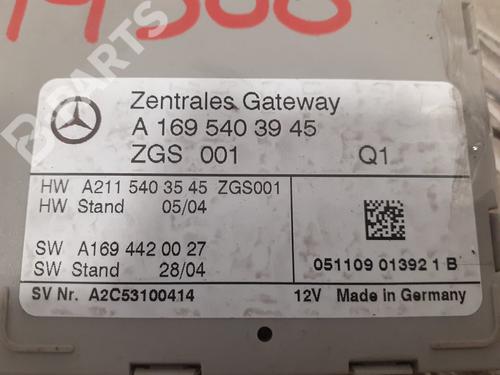 Zentrales Gateway
A 169 540 39 45
ZGS 001 Q1
HW A211 540 35 45 ZGS001
HW Stand 05/04
SW A169 442 00 27
SW Stand 28/04
051109 01392 1 B
SV Nr. A2C53100414 12V Made in Germany
B-PARTS